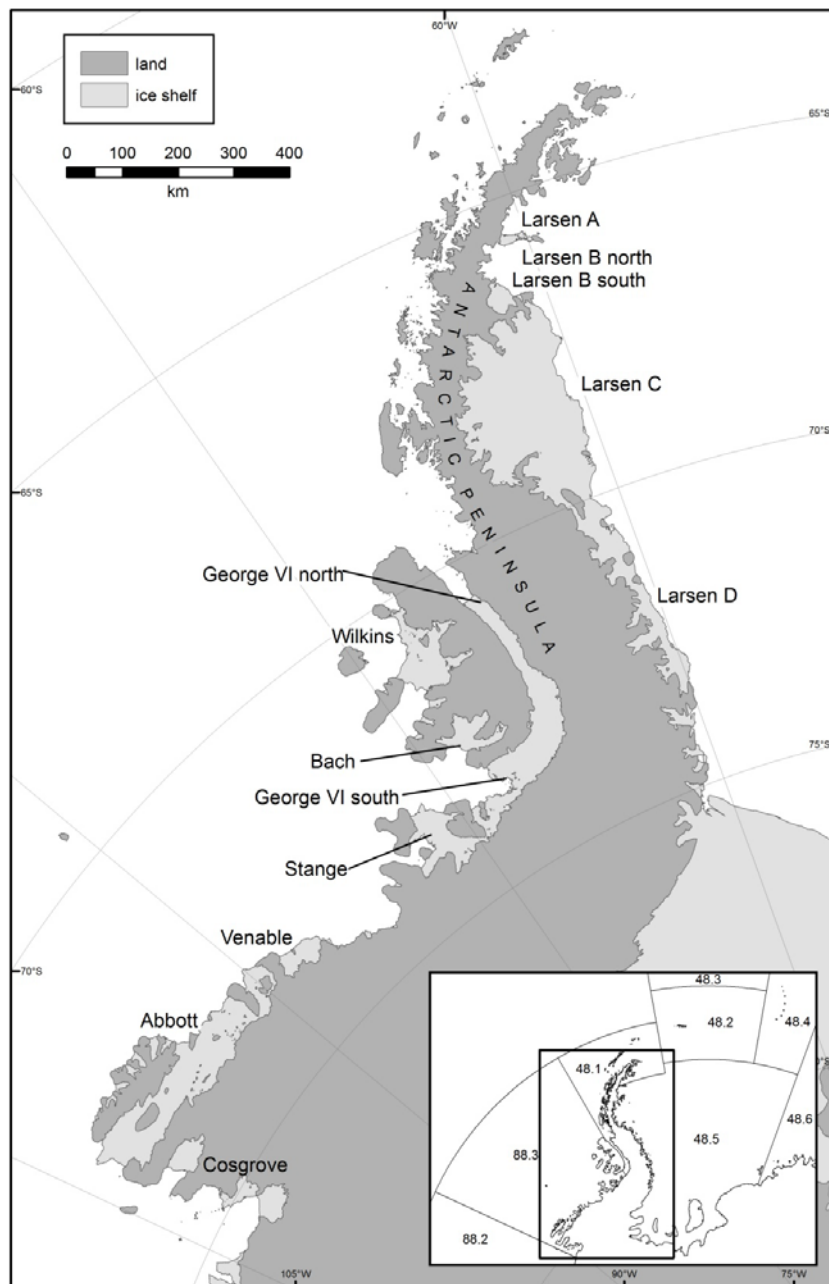 60°W
60°S
65°S
land
ice shelf
0 100 200 300 400
km
Larsen A
Larsen B north
Larsen B south
ANTARCTIC PENINSULA
Larsen C
70°S
65°S
George VI north
Larsen D
Wilkins
75°S
Bach
George VI south
Stange
Venable
70°S
Abbott
Cosgrove
48.3
48.2
48.4
48.1
48.6
48.5
88.3
88.2
105°W
90°W
75°W